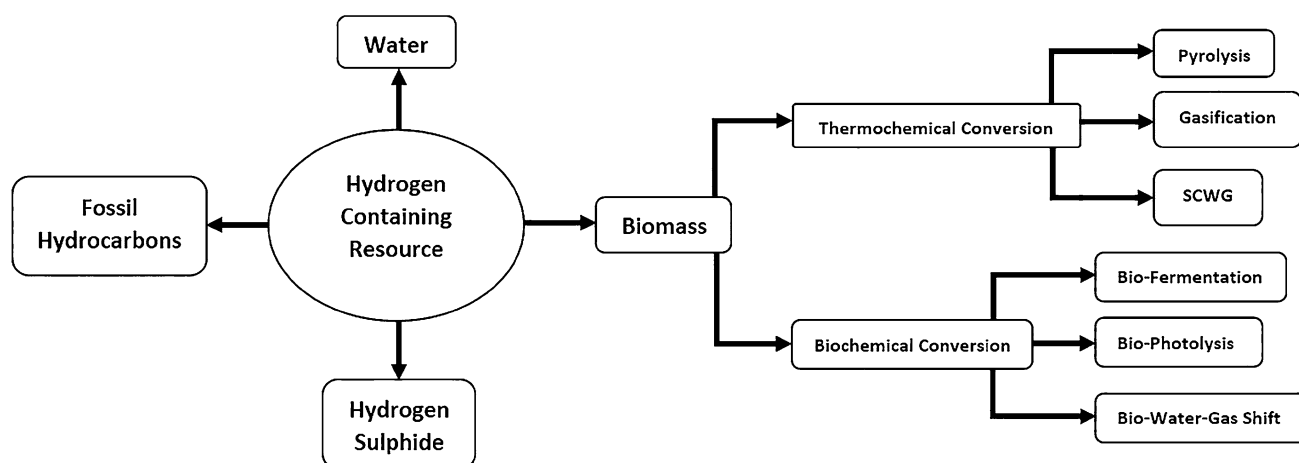 Water
Fossil
Hydrocarbons
Hydrogen
Containing
Resource
Hydrogen
Sulphide
Biomass
Thermochemical Conversion
Pyrolysis
Gasification
SCWG
Biochemical Conversion
Bio-Fermentation
Bio-Photolysis
Bio-Water-Gas Shift